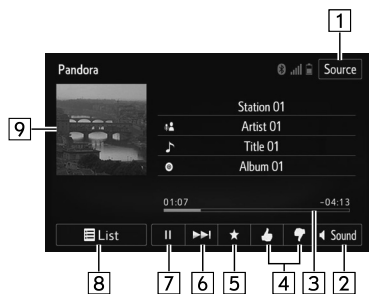 1
Pandora
Source
Station 01
9
Artist 01
Title 01
Album 01
01:07
-04:13
List
Sound
8
7
6
5
4
3
2